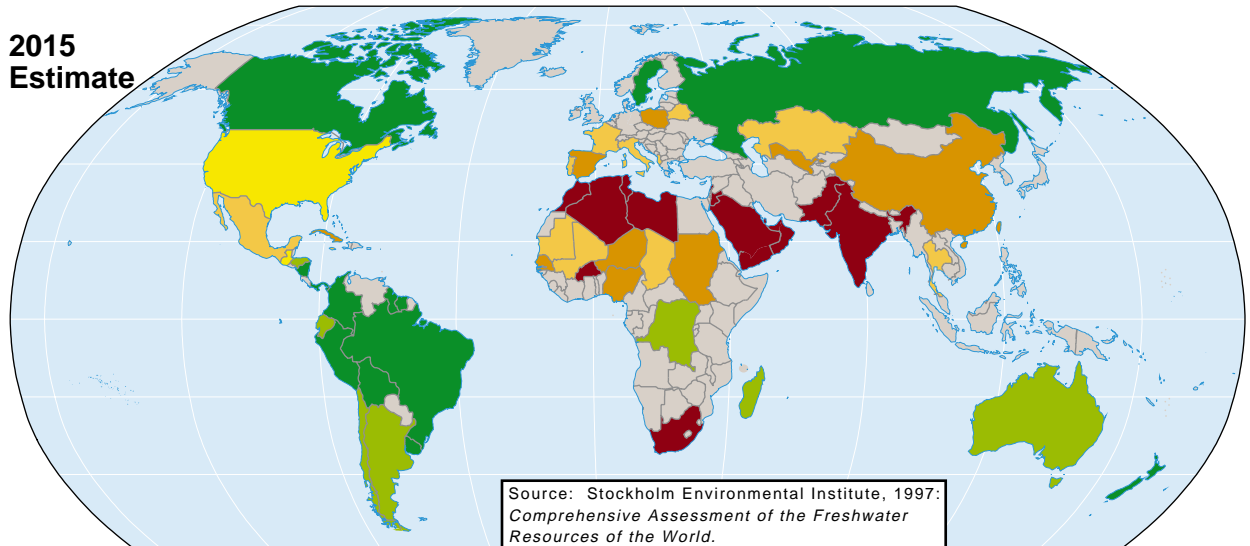 2015
Estimate
Source: Stockholm Environmental Institute, 1997:
Comprehensive Assessment of the Freshwater
Resources of the World.